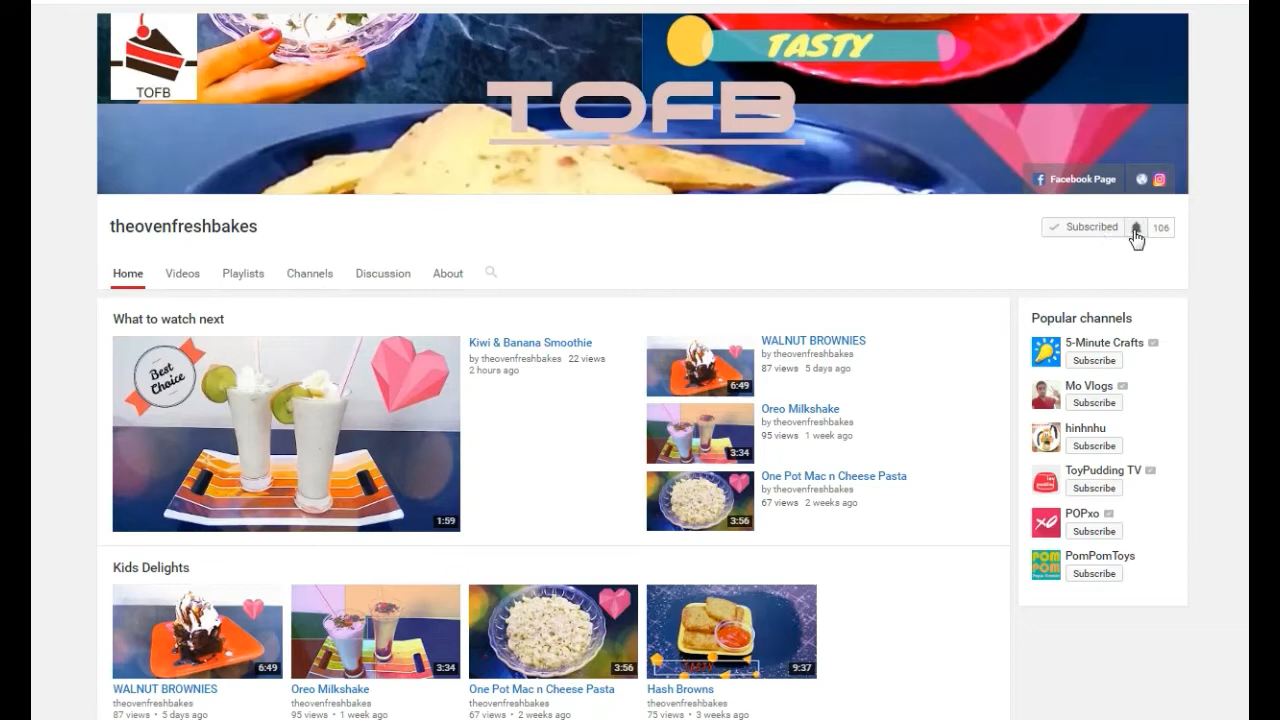 TASTY
TOFB
TOFB
Facebook Page
theovenfreshbakes
Subscribed
106
Home
Videos
Playlists
Channels
Discussion
About
What to watch next
Best
Choice
1:59
Kiwi & Banana Smoothie
by theovenfreshbakes 22 views
2 hours ago
6:49
WALNUT BROWNIES
by theovenfreshbakes
87 views 5 days ago
3:34
Oreo Milkshake
by theovenfreshbakes
95 views 1 week ago
3:56
One Pot Mac n Cheese Pasta
by theovenfreshbakes
67 views 2 weeks ago
Popular channels
5-Minute Crafts
Subscribe
Mo Vlogs
Subscribe
hinhnhu
Subscribe
ToyPudding TV
Subscribe
POPxo
Subscribe
PomPomToys
Subscribe
Kids Delights
6:49
WALNUT BROWNIES
theovenfreshbakes
87 views • 5 days ago
3:34
Oreo Milkshake
theovenfreshbakes
95 views • 1 week ago
3:56
One Pot Mac n Cheese Pasta
theovenfreshbakes
67 views • 2 weeks ago
TASTY
9:37
Hash Browns
theovenfreshbakes
75 views • 3 weeks ago